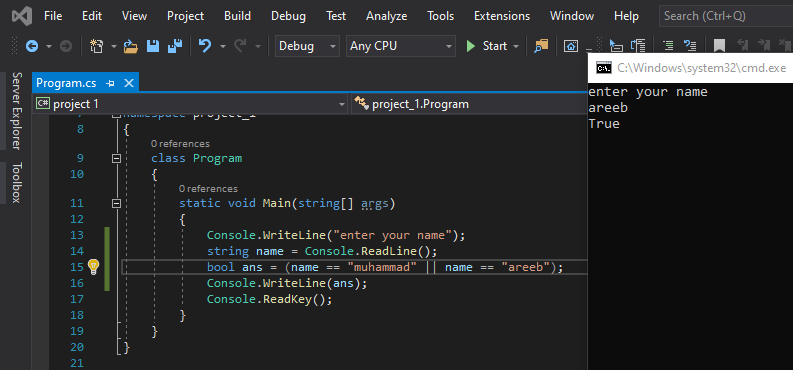 File Edit View Project Build Debug Test Analyze Tools Extensions Window Help Search (Ctrl+Q)
Debug Any CPU Start
C:\Windows\system32\cmd.exe
Server Explorer
Toolbox
Program.cs
C# project 1 project_1.Program
namespace project_1
8 {
0 references
9 class Program
10 {
0 references
11 static void Main(string[] args)
12 {
13 Console.WriteLine("enter your name");
14 string name = Console.ReadLine();
15 bool ans = (name == "muhammad" || name == "areeb");
16 Console.WriteLine(ans);
17 Console.ReadKey();
18 }
19 }
20 }
21
enter your name
areeb
True